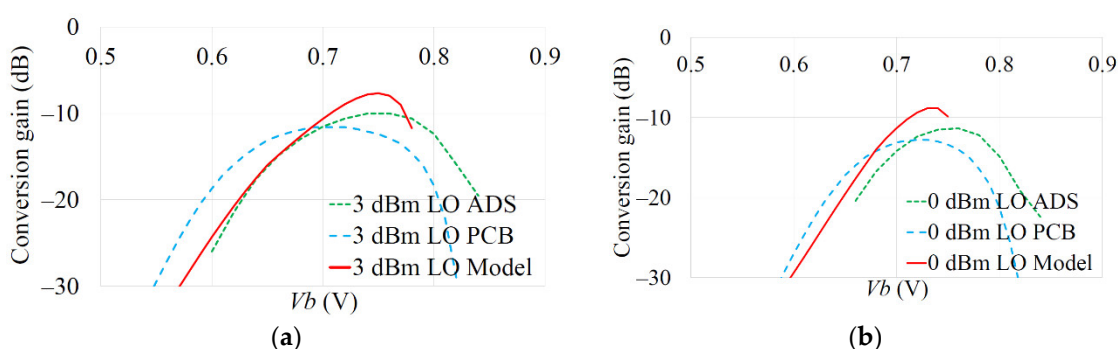 0
0.5 0.6 0.7 0.8 0.9
–10
–20
–30
Conversion gain (dB)
3 dBm LO ADS
3 dBm LO PCB
3 dBm LO Model
Vb (V)
(a)
0
0.5 0.6 0.7 0.8 0.9
–10
–20
–30
Conversion gain (dB)
0 dBm LO ADS
0 dBm LO PCB
0 dBm LO Model
Vb (V)
(b)